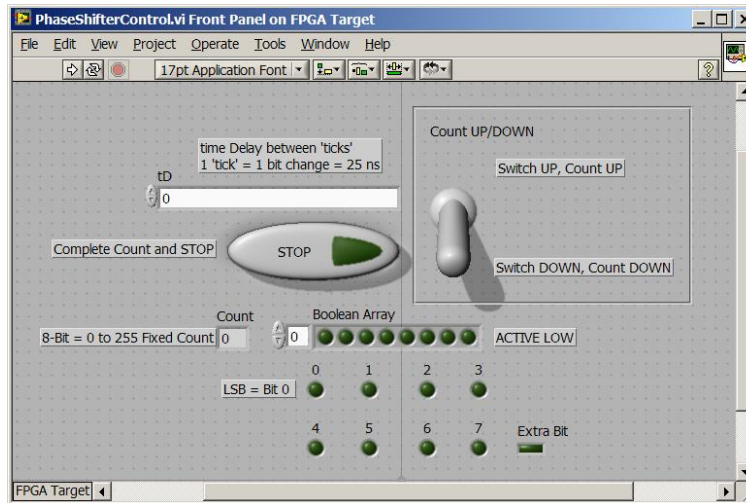 PhaseShifterControl.vi Front Panel on FPGA Target
File Edit View Project Operate Tools Window Help
17pt Application Font
Count UP/DOWN
time Delay between 'ticks'
1 'tick' = 1 bit change = 25 ns
Switch UP, Count UP
tD
0
Complete Count and STOP
STOP
Switch DOWN, Count DOWN
Count
Boolean Array
8-Bit = 0 to 255 Fixed Count
0
0
ACTIVE LOW
0 1 2 3
LSB = Bit 0
4 5 6 7
Extra Bit
FPGA Target